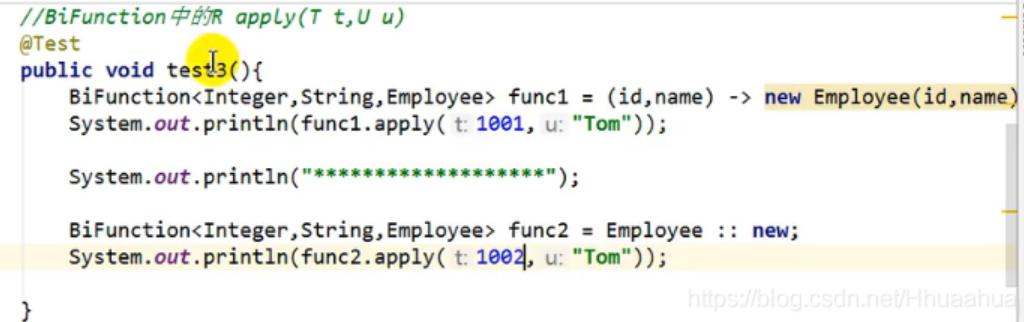 //BiFunction中的R apply(T t,U u)
@Test
public void test3(){
BiFunction<Integer,String,Employee> func1 = (id,name) -> new Employee(id,name)
System.out.println(func1.apply( t: 1001, u: "Tom"));
System.out.println("*******************");
BiFunction<Integer,String,Employee> func2 = Employee :: new;
System.out.println(func2.apply( t: 1002, u: "Tom"));
}
https://blog.csdn.net/Hhuaahua